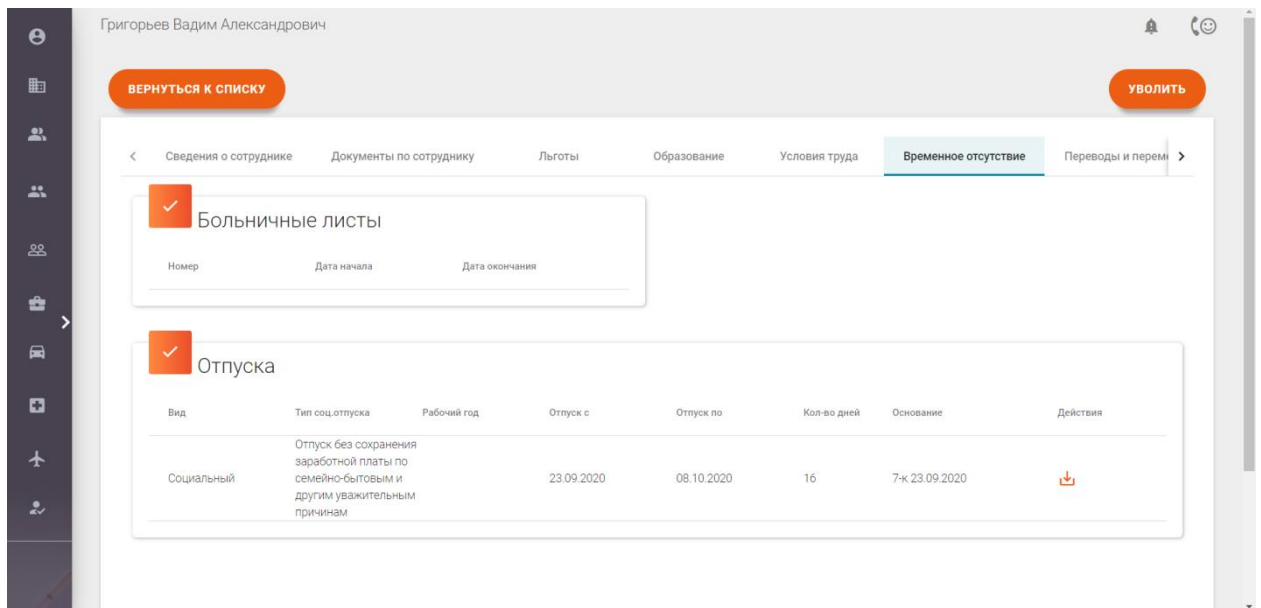 Григорьев Вадим Александрович
ВЕРНУТЬСЯ К СПИСКУ
УВОЛИТЬ
Сведения о сотруднике Документы по сотруднику Льготы Образование Условия труда Временное отсутствие Переводы и перем
Больничные листы
Номер Дата начала Дата окончания
Отпуска
Вид Тип соц.отпуска Рабочий год Отпуск с Отпуск по Кол-во дней Основание Действия
Отпуск без сохранения
заработной платы по
Социальный семейно-бытовым и 23.09.2020 08.10.2020 16 7-к 23.09.2020
другим уважительным
причинам